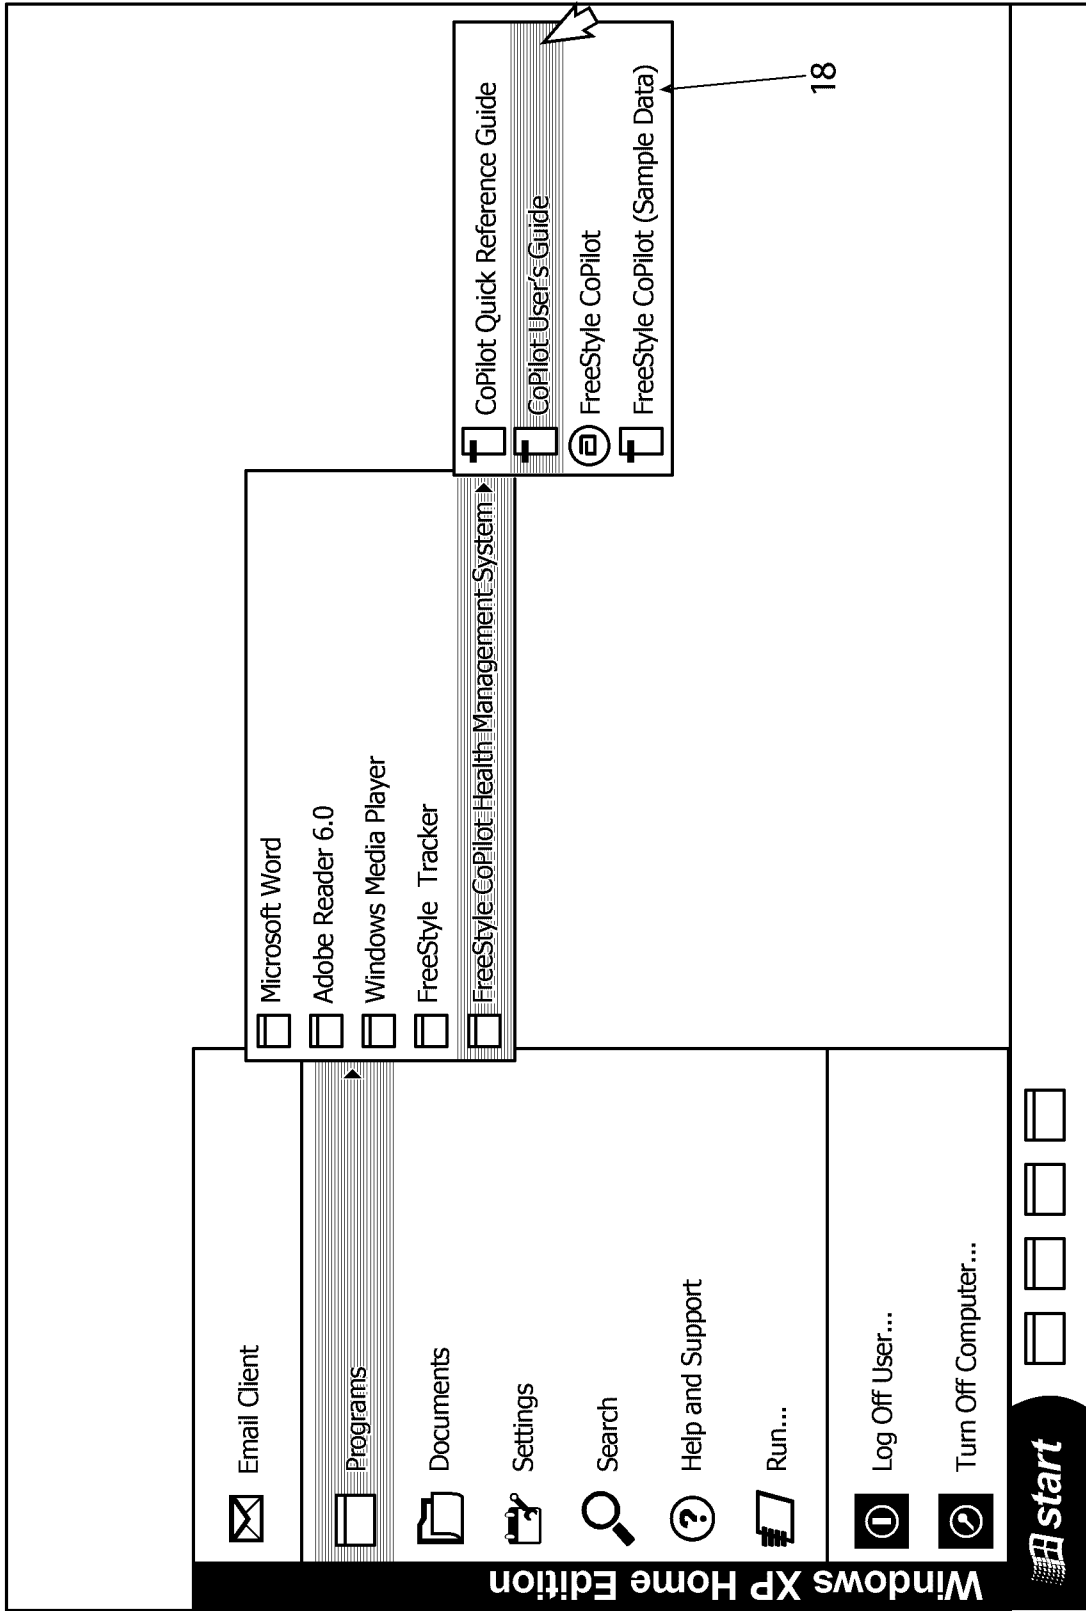 Windows XP Home Edition
Email Client
Programs
Documents
Settings
Search
Help and Support
Run...
Log Off User...
Turn Off Computer...
start
Microsoft Word
Adobe Reader 6.0
Windows Media Player
FreeStyle Tracker
FreeStyle CoPilot Health Management System
CoPilot Quick Reference Guide
CoPilot User's Guide
FreeStyle CoPilot
FreeStyle CoPilot (Sample Data)
18